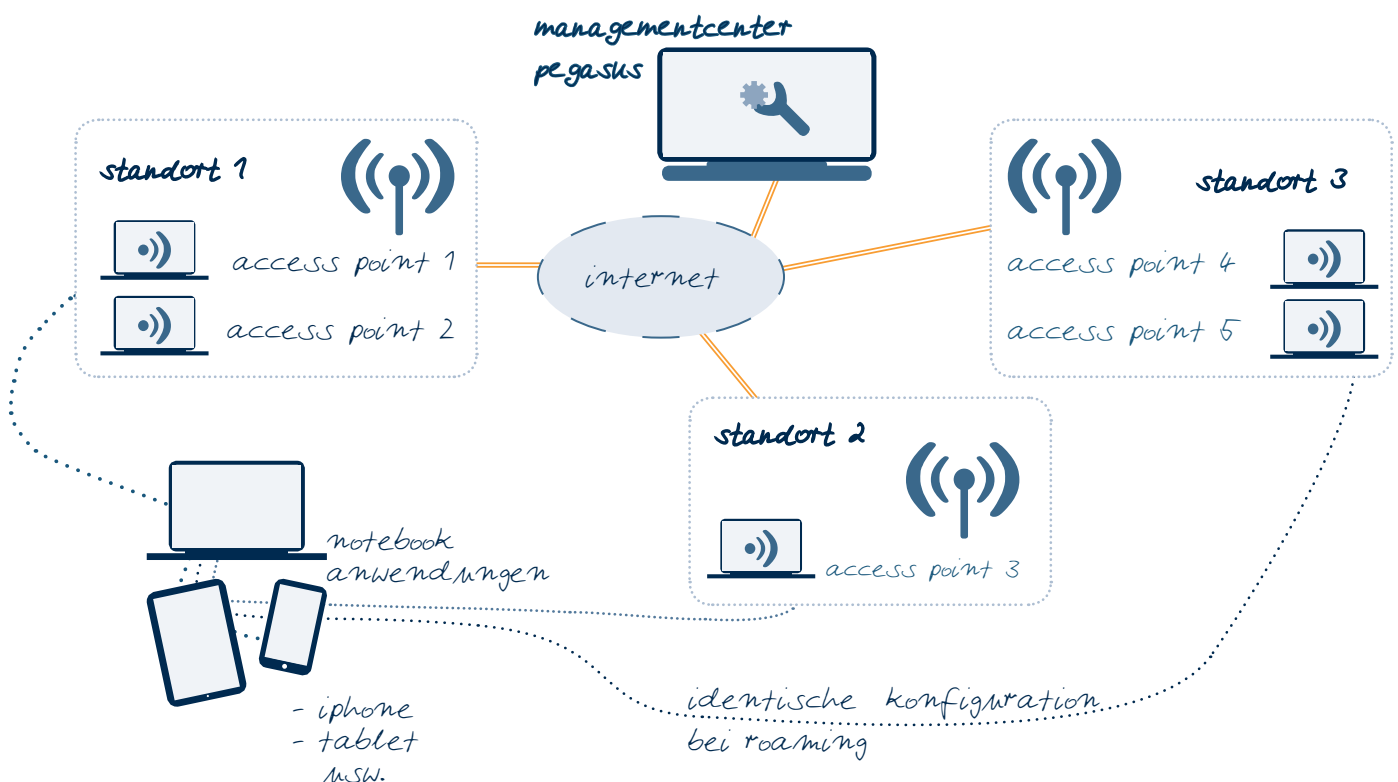 managementcenter
pegasus
standort 1
access point 1
access point 2
internet
standort 3
access point 4
access point 5
standort 2
access point 3
notebook
anwendungen
- iphone
- tablet
usw.
identische konfiguration
bei roaming